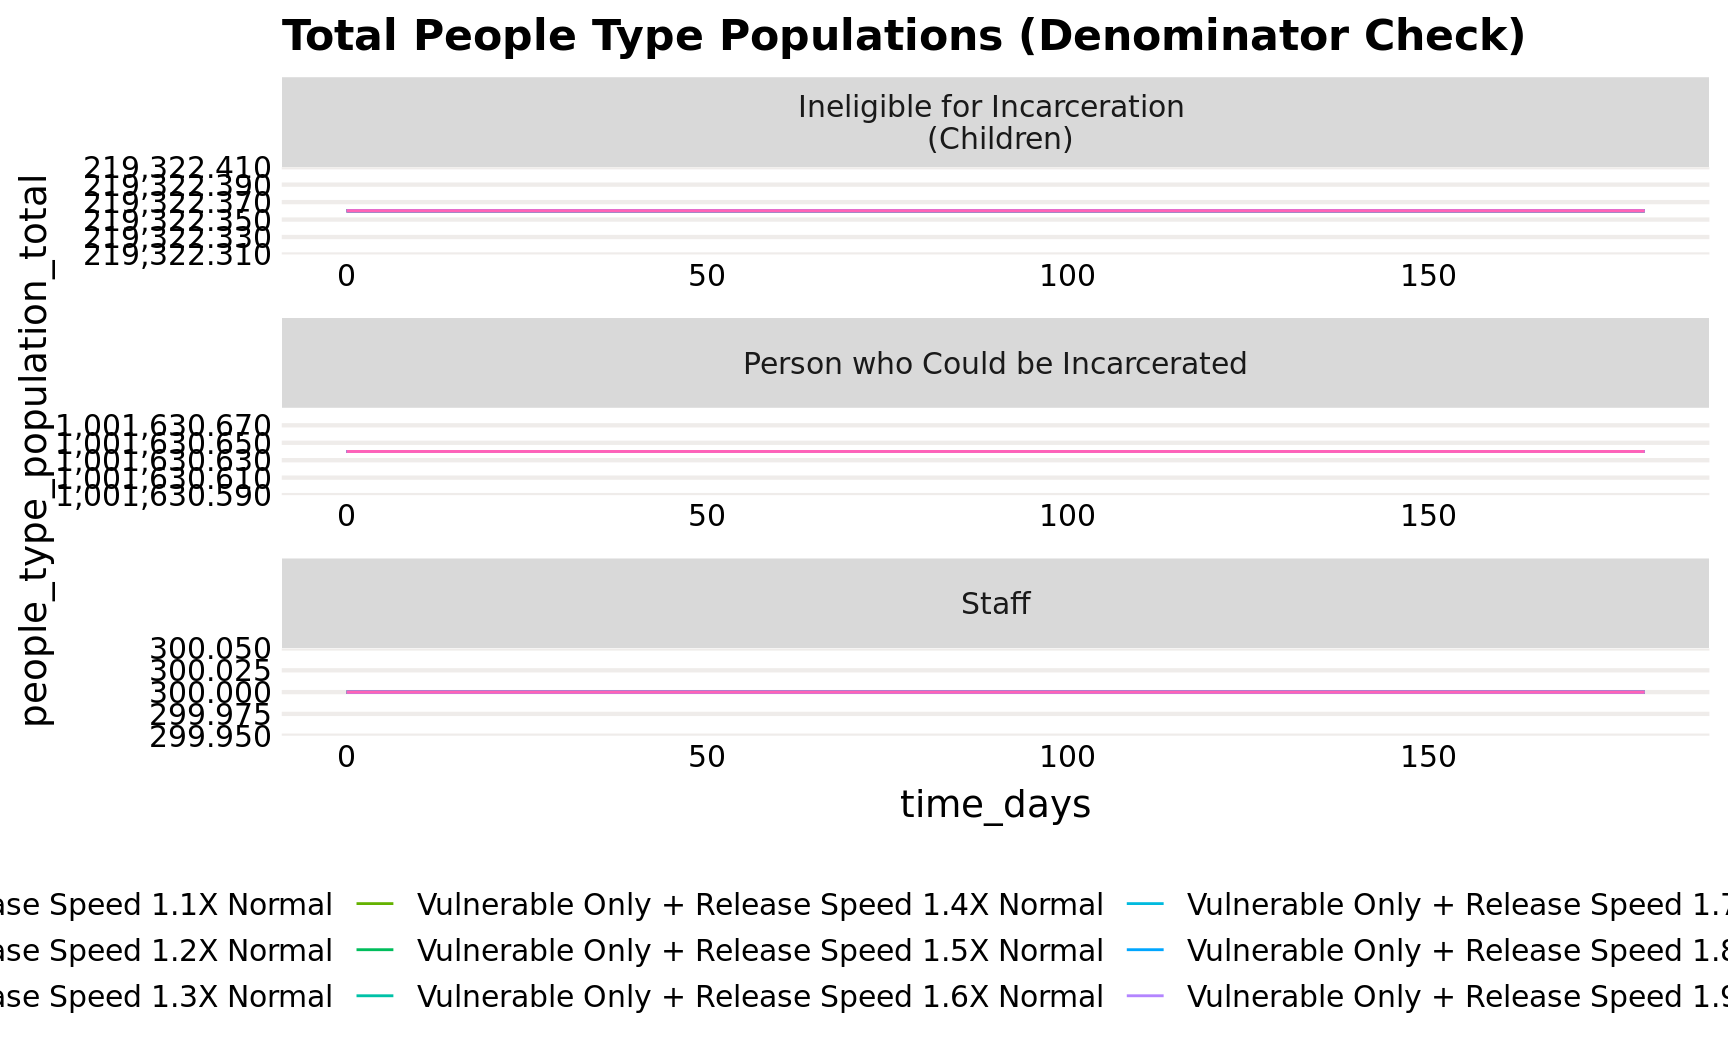 Total People Type Populations (Denominator Check)
people_type_population_total
Ineligible for Incarceration
(Children)
219,322.410
219,322.390
219,322.370
219,322.350
219,322.330
219,322.310
0 50 100 150
Person who Could be Incarcerated
1,001,630.670
1,001,630.650
1,001,630.630
1,001,630.610
1,001,630.590
0 50 100 150
Staff
300.050
300.025
300.000
299.975
299.950
0 50 100 150
time_days
ase Speed 1.1X Normal Vulnerable Only + Release Speed 1.4X Normal Vulnerable Only + Release Speed 1.7
ase Speed 1.2X Normal Vulnerable Only + Release Speed 1.5X Normal Vulnerable Only + Release Speed 1.8
ase Speed 1.3X Normal Vulnerable Only + Release Speed 1.6X Normal Vulnerable Only + Release Speed 1.9